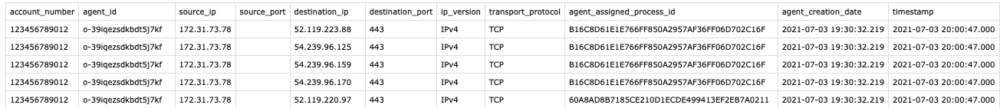 account_number agent_id source_ip source_port destination_ip destination_port ip_version transport_protocol agent_assigned_process_id agent_creation_date timestamp
123456789012 o-39iqezsdkbdt5j7kf 172.31.73.78 52.119.223.88 443 IPv4 TCP B16C8D61E1E766FF850A2957AF36FF06D702C16F 2021-07-03 19:30:32.219 2021-07-03 20:00:47.000
123456789012 o-39iqezsdkbdt5j7kf 172.31.73.78 54.239.96.125 443 IPv4 TCP B16C8D61E1E766FF850A2957AF36FF06D702C16F 2021-07-03 19:30:32.219 2021-07-03 20:00:47.000
123456789012 o-39iqezsdkbdt5j7kf 172.31.73.78 54.239.96.159 443 IPv4 TCP B16C8D61E1E766FF850A2957AF36FF06D702C16F 2021-07-03 19:30:32.219 2021-07-03 20:00:47.000
123456789012 o-39iqezsdkbdt5j7kf 172.31.73.78 54.239.96.170 443 IPv4 TCP B16C8D61E1E766FF850A2957AF36FF06D702C16F 2021-07-03 19:30:32.219 2021-07-03 20:00:47.000
123456789012 o-39iqezsdkbdt5j7kf 172.31.73.78 52.119.220.97 443 IPv4 TCP 60A8AD8B7185CE210D1ECDE499413EF2EB7A0211 2021-07-03 19:30:32.219 2021-07-03 20:00:47.000